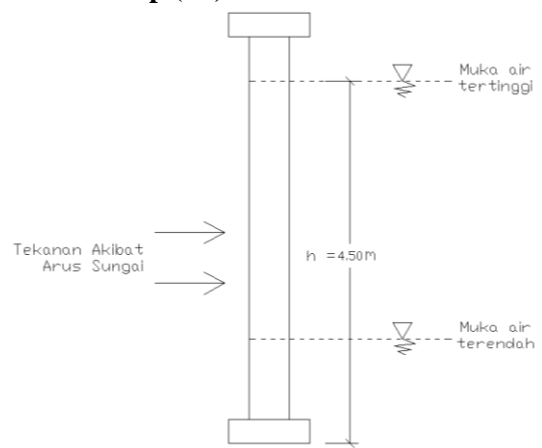 Muka air
tertinggi
Tekanan Akibat
Arus Sungai
h =4.50m
Muka air
terendah